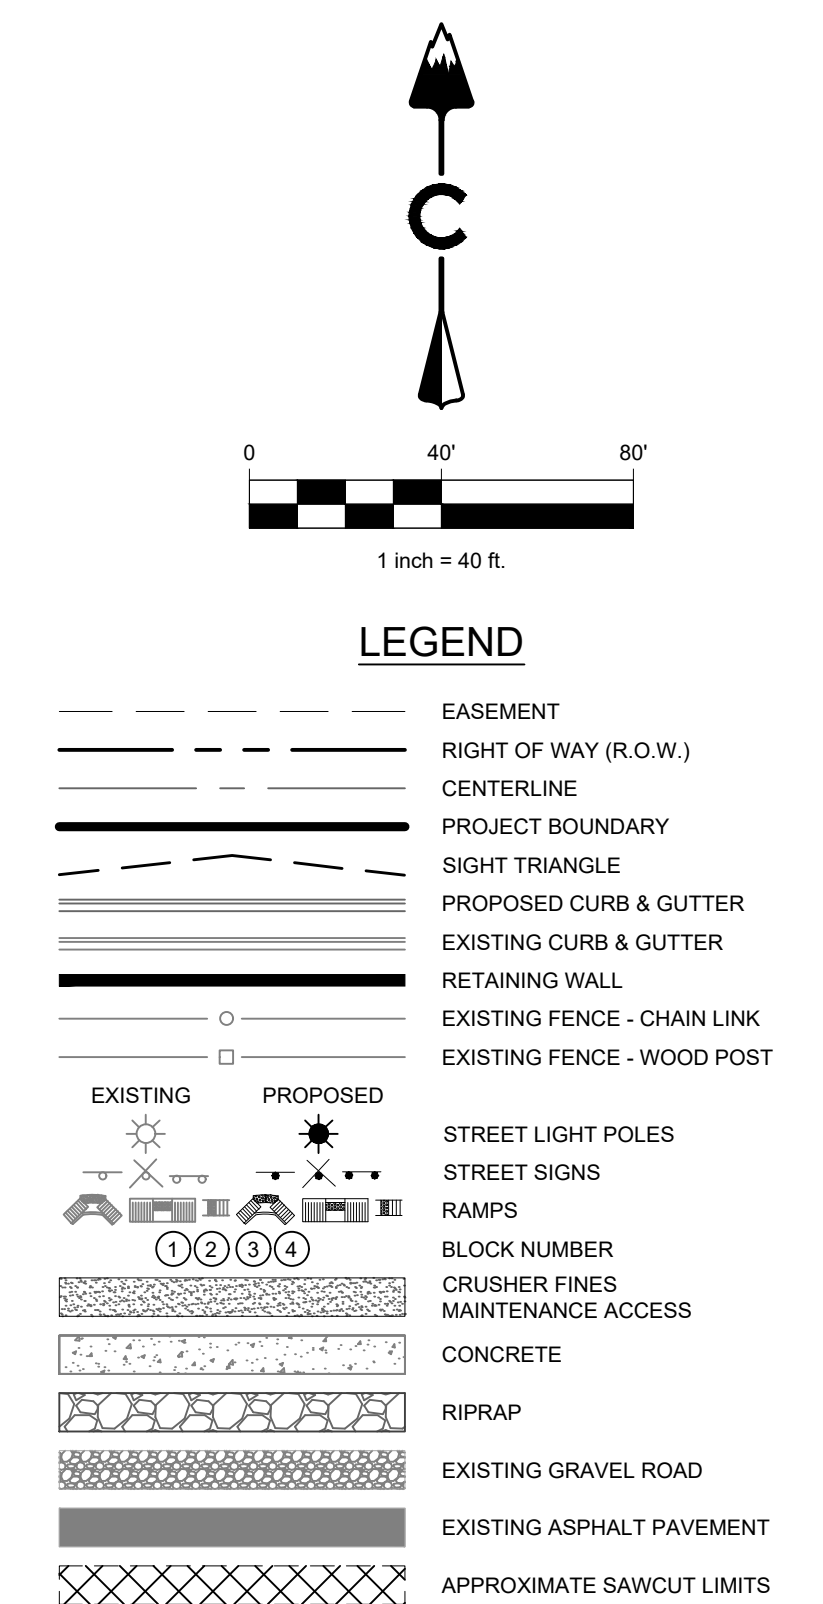 C
0 40' 80'
1 inch = 40 ft.
LEGEND
EASEMENT
RIGHT OF WAY (R.O.W.)
CENTERLINE
PROJECT BOUNDARY
SIGHT TRIANGLE
PROPOSED CURB & GUTTER
EXISTING CURB & GUTTER
RETAINING WALL
EXISTING FENCE - CHAIN LINK
EXISTING FENCE - WOOD POST
EXISTING PROPOSED
STREET LIGHT POLES
STREET SIGNS
RAMPS
1 2 3 4 BLOCK NUMBER
CRUSHER FINES
MAINTENANCE ACCESS
CONCRETE
RIPRAP
EXISTING GRAVEL ROAD
EXISTING ASPHALT PAVEMENT
APPROXIMATE SAWCUT LIMITS